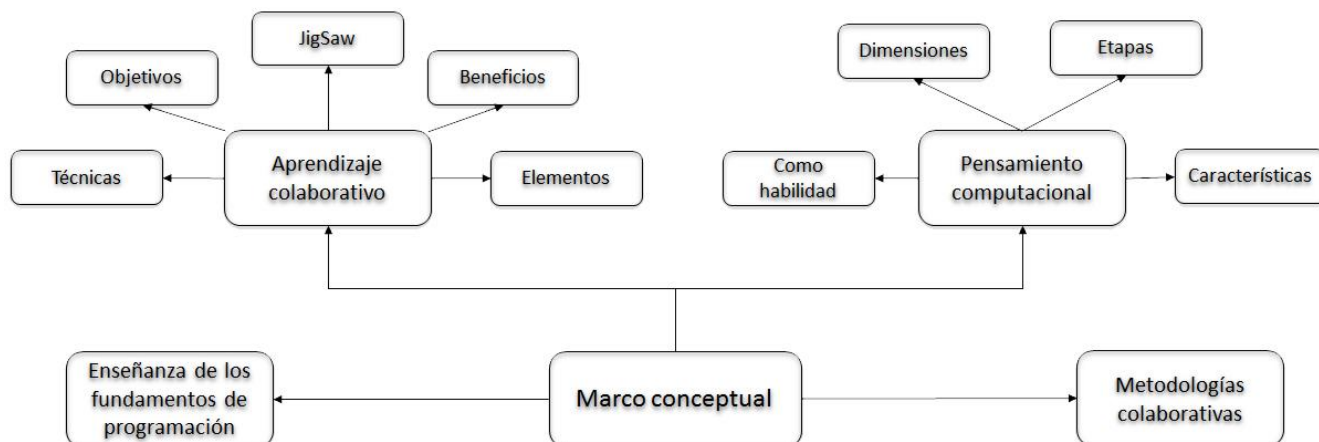 JigSaw
Objetivos
Beneficios
Técnicas
Aprendizaje
colaborativo
Elementos
Dimensiones
Etapas
Como
habilidad
Pensamiento
computacional
Características
Enseñanza de los
fundamentos de
programación
Marco conceptual
Metodologías
colaborativas